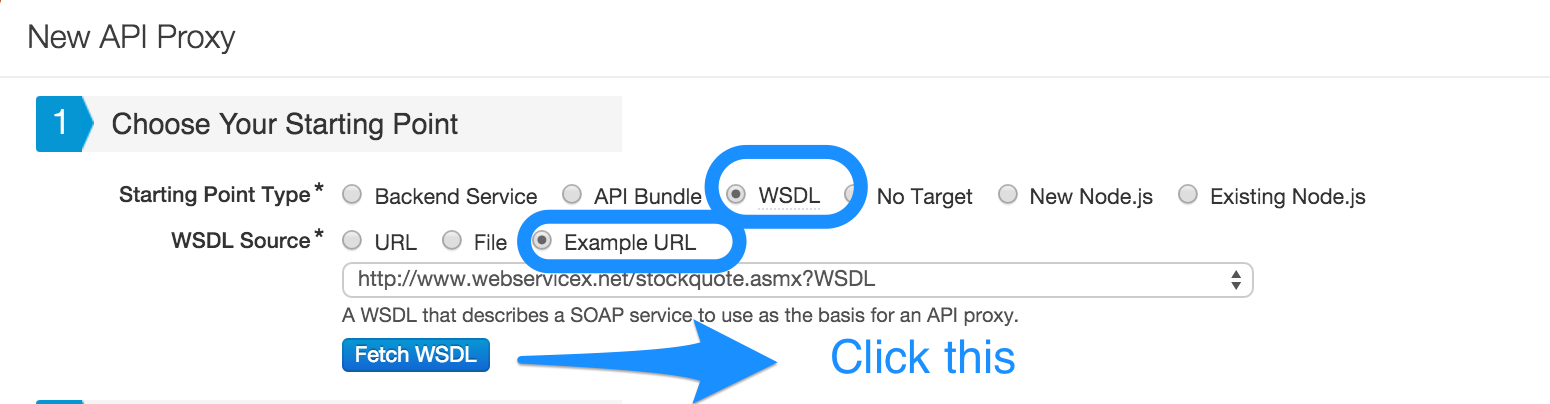 New API Proxy
1 Choose Your Starting Point
Starting Point Type* Backend Service API Bundle WSDL No Target New Node.js Existing Node.js
WSDL Source* URL File Example URL
http://www.webservicex.net/stockquote.asmx?WSDL
A WSDL that describes a SOAP service to use as the basis for an API proxy.
Fetch WSDL Click this